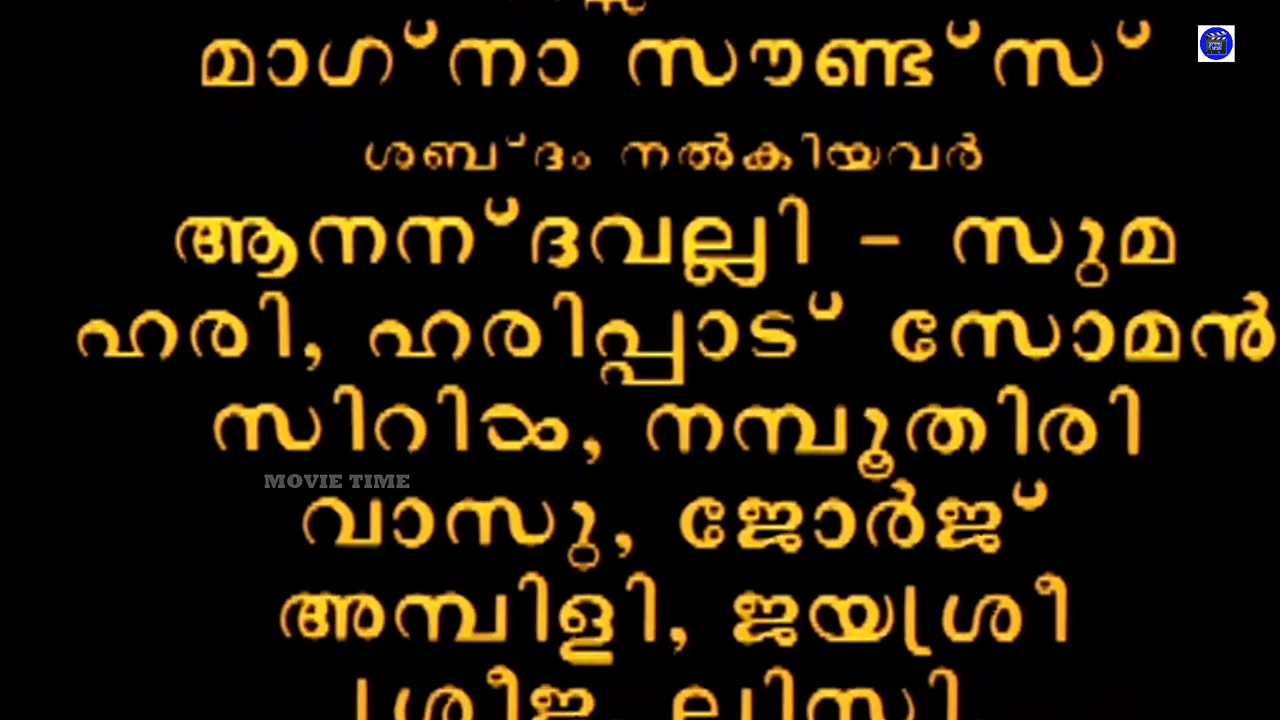 മാഗ്നാ സൗണ്ട്സ്
ശബ്ദം നൽകിയവർ
ആനന്ദവല്ലി - സുമ
ഹരി, ഹരിപ്പാട് സോമൻ
നമ്പൂതിരി
MOVIE TIME
വാസു, ജോർജ്
അമ്പിളി, ജയശ്രീ
ശ്രീജ, ലിസി,